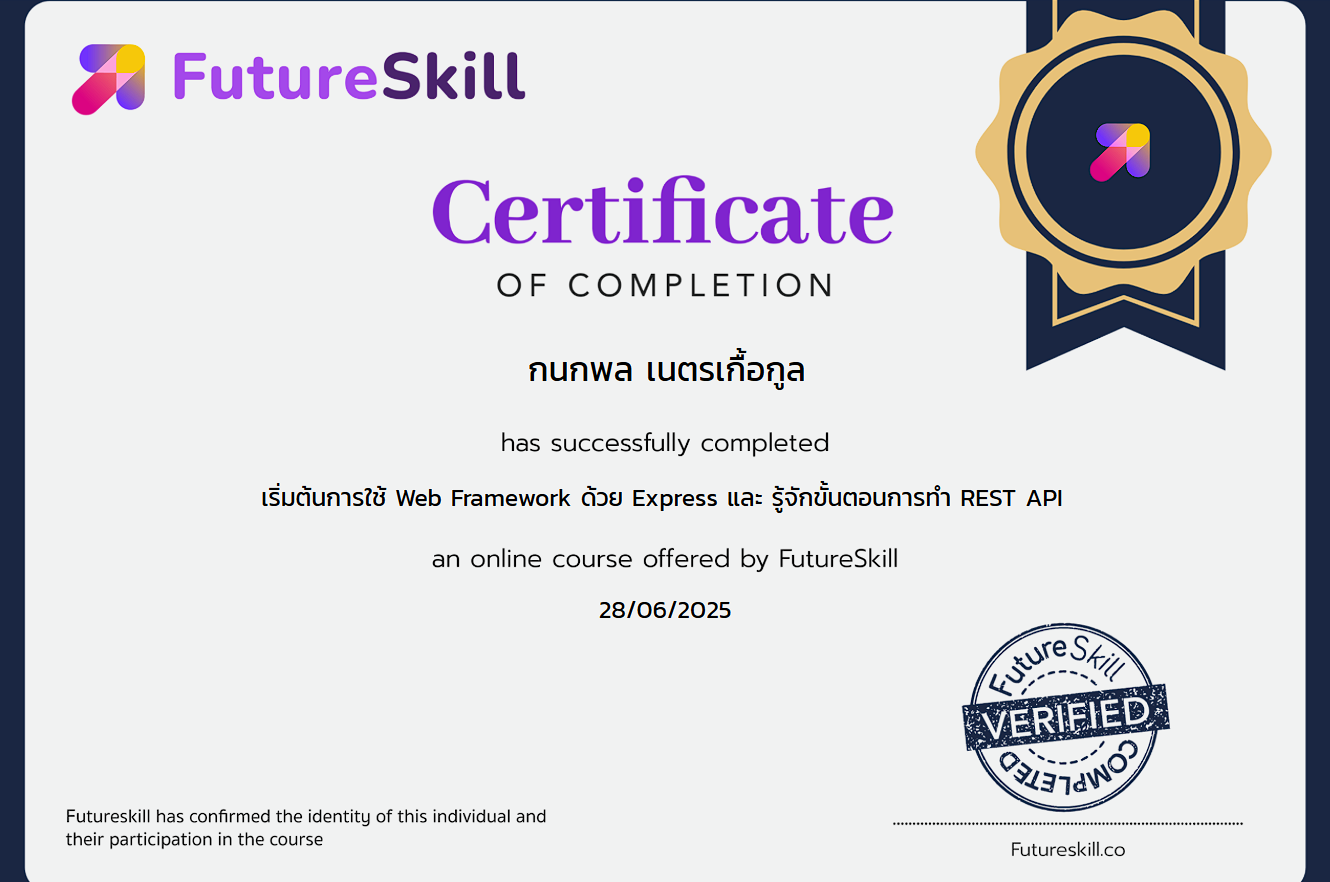 FutureSkill
Certificate
OF COMPLETION
กนกพล เนตรเกื้อกูล
has successfully completed
เริ่มต้นการใช้ Web Framework ด้วย Express และ รู้จักขั้นตอนการทำ REST API
an online course offered by FutureSkill
28/06/2025
FutureSkill
VERIFIED
COMPLETED
Futureskill has confirmed the identity of this individual and
their participation in the course
Futureskill.co